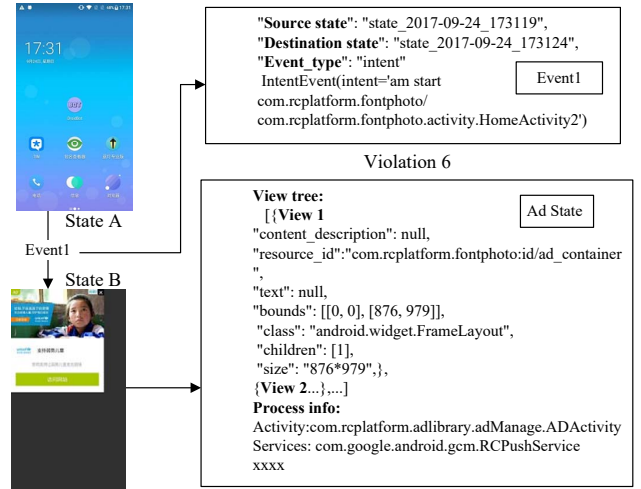 17:31
17:31
State A
Event1
State B
"Source state": "state_2017-09-24_173119",
"Destination state": "state_2017-09-24_173124",
"Event_type": "intent"
IntentEvent(intent='am start
com.rcplatform.fontphoto/
com.rcplatform.fontphoto.activity.HomeActivity2')
Event1
Violation 6
View tree:
Ad State
[{View 1
"content_description": null,
"resource_id":"com.rcplatform.fontphoto:id/ad_container
",
"text": null,
"bounds": [[0, 0], [876, 979]],
"class": "android.widget.FrameLayout",
"children": [1],
"size": "876*979",},
{View 2...},...]
Process info:
Activity:com.rcplatform.adlibrary.adManage.ADActivity
Services: com.google.android.gcm.RCPushService
xxxx